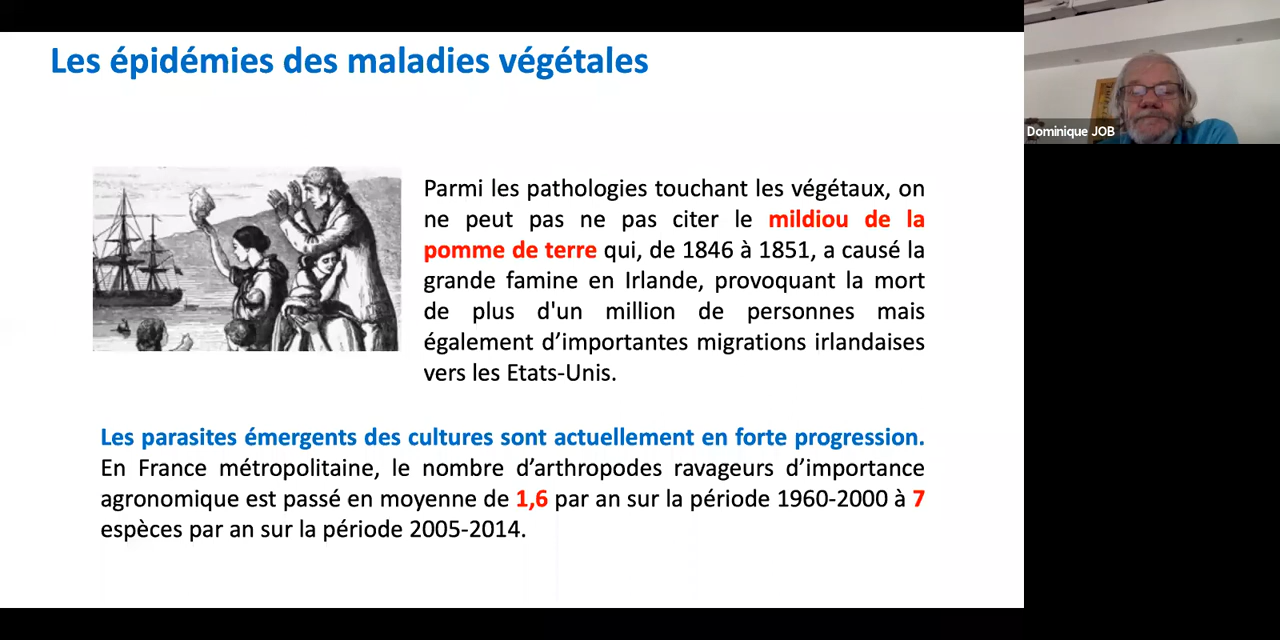 Les épidémies des maladies végétales
Parmi les pathologies touchant les végétaux, on
ne peut pas ne pas citer le mildiou de la
pomme de terre qui, de 1846 à 1851, a causé la
grande famine en Irlande, provoquant la mort
de plus d'un million de personnes mais
également d’importantes migrations irlandaises
vers les Etats-Unis.
Les parasites émergents des cultures sont actuellement en forte progression.
En France métropolitaine, le nombre d’arthropodes ravageurs d’importance
agronomique est passé en moyenne de 1,6 par an sur la période 1960-2000 à 7
espèces par an sur la période 2005-2014.
Dominique JOB